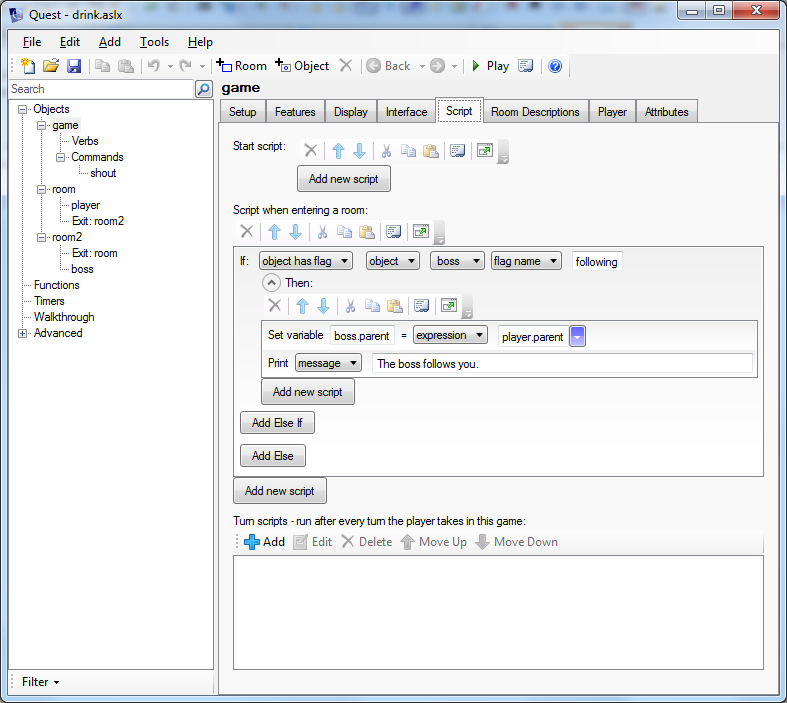 Quest - drink.aslx
File Edit Add Tools Help
Room Object Back Play
Search
Objects
game
Verbs
Commands
shout
room
player
Exit: room2
room2
Exit: room
boss
Functions
Timers
Walkthrough
Advanced
Filter
game
Setup Features Display Interface Script Room Descriptions Player Attributes
Start script:
Add new script
Script when entering a room:
If: object has flag object boss flag name following
Then:
Set variable boss.parent = expression player.parent
Print message The boss follows you.
Add new script
Add Else If
Add Else
Add new script
Turn scripts - run after every turn the player takes in this game:
Add Edit Delete Move Up Move Down